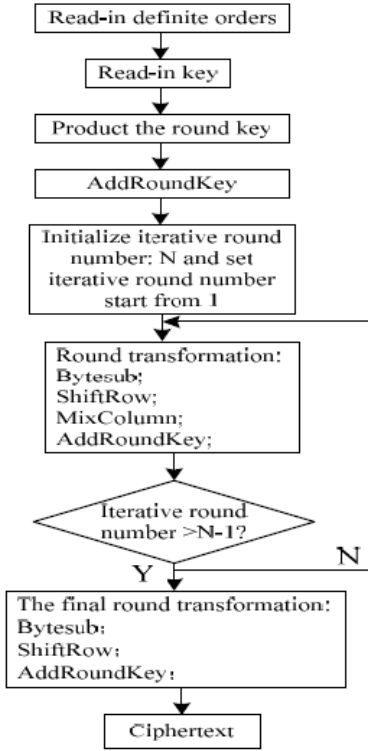 Read-in definite orders
Read-in key
Product the round key
AddRoundKey
Initialize iterative round
number: N and set
iterative round number
start from 1
Round transformation:
Bytesub;
ShiftRow;
MixColumn;
AddRoundKey;
Iterative round
number >N-1?
N
Y
The final round transformation:
Bytesub;
ShiftRow;
AddRoundKey;
Ciphertext